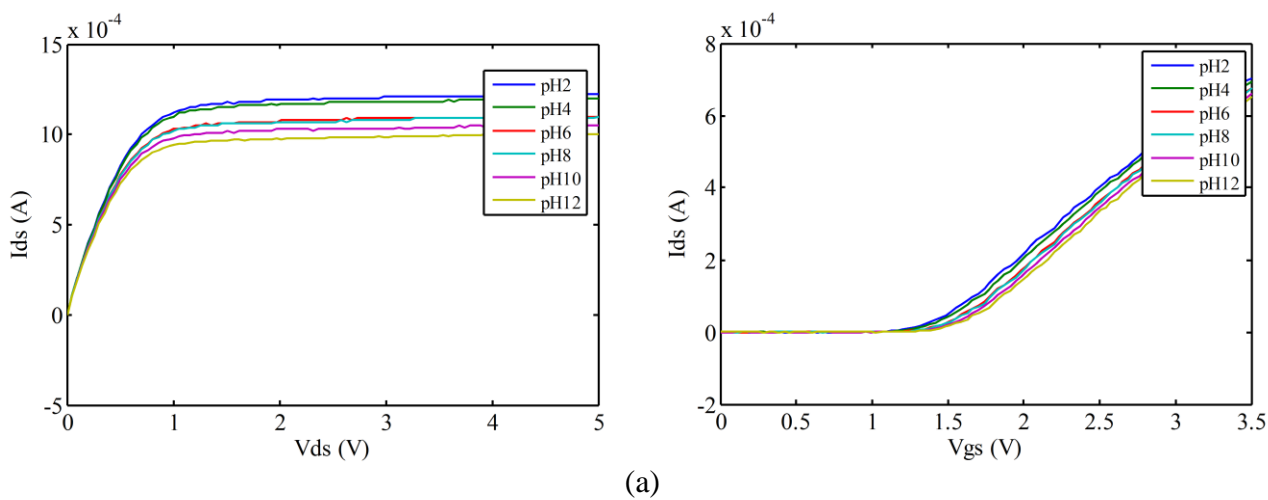 x 10⁻⁴
15
10
5
0
-5
Ids (A)
0 1 2 3 4 5
Vds (V)
pH2
pH4
pH6
pH8
pH10
pH12
x 10⁻⁴
8
6
4
2
0
-2
Ids (A)
0 0.5 1 1.5 2 2.5 3 3.5
Vgs (V)
pH2
pH4
pH6
pH8
pH10
pH12
(a)